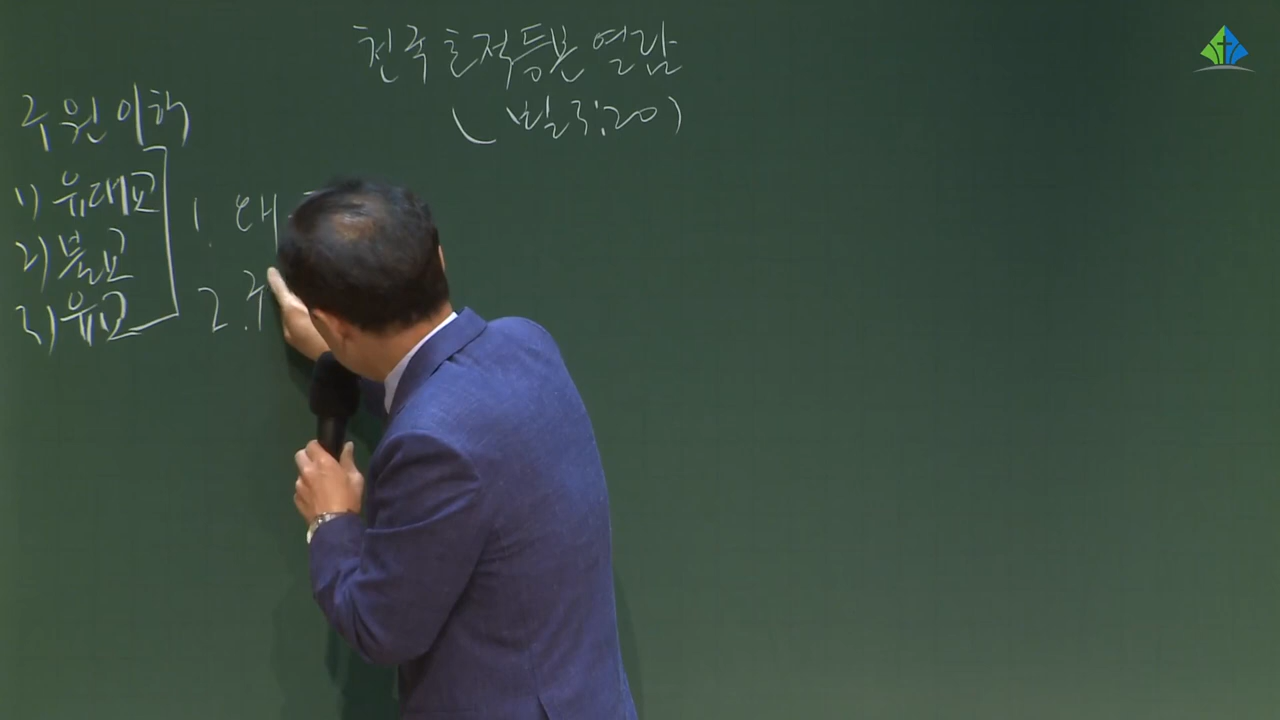 천국호적등본 열람
(빌3:20)
구원이해
1) 유대교
2) 불교
3) 유교
1. 
2. 구